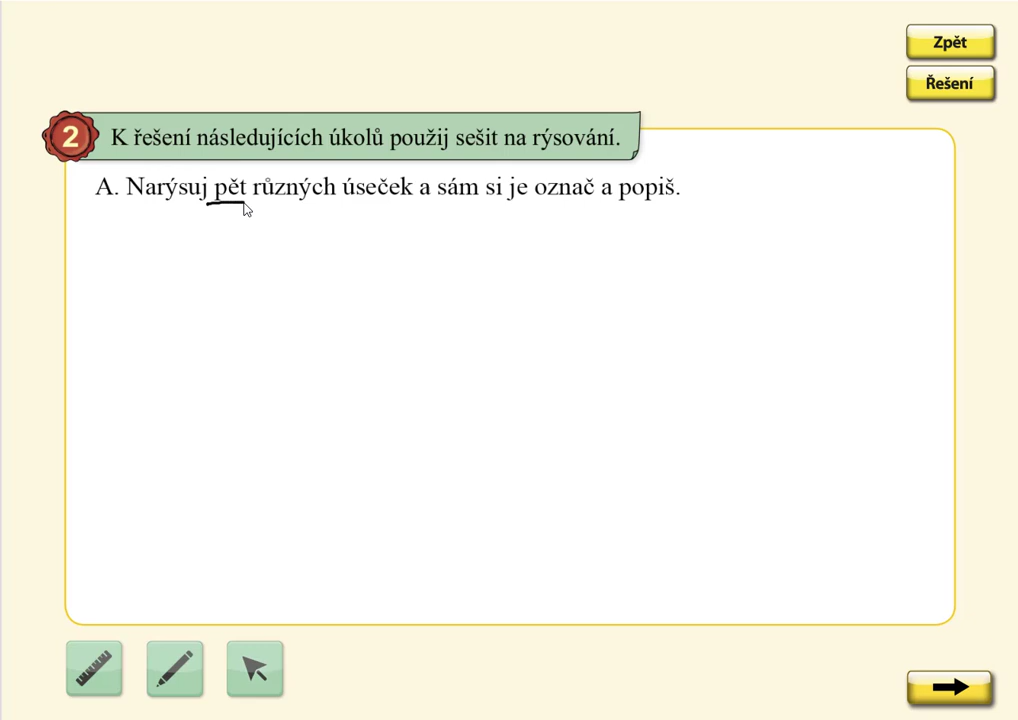 Zpět
Řešení
2 K řešení následujících úkolů použij sešit na rýsování.
A. Narýsuj pět různých úseček a sám si je označ a popiš.